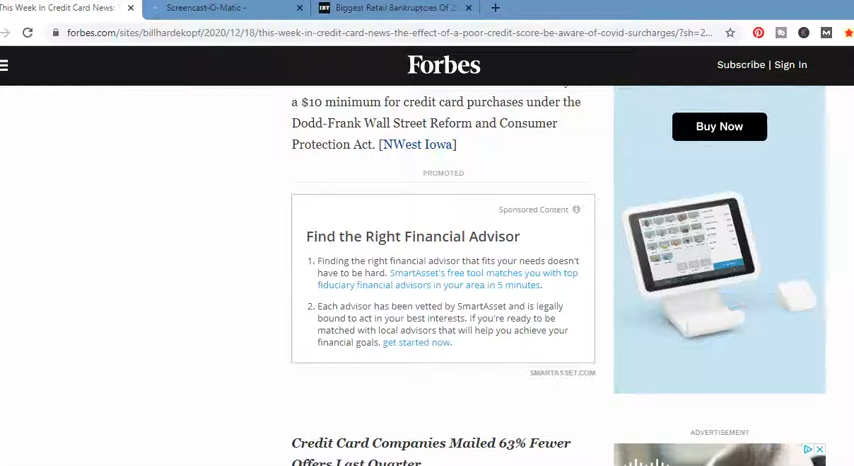 This Week In Credit Card News:
Screencast-O-Matic -
IBT Biggest Retail Bankruptcies Of
forbes.com/sites/billhardekopf/2020/12/18/this-week-in-credit-card-news-the-effect-of-a-poor-credit-score-be-aware-of-covid-surcharges/?sh=2...
Forbes
Subscribe | Sign In
a $10 minimum for credit card purchases under the
Dodd-Frank Wall Street Reform and Consumer
Protection Act. [NWest Iowa]
PROMOTED
Sponsored Content
Find the Right Financial Advisor
1. Finding the right financial advisor that fits your needs doesn't
have to be hard. SmartAsset's free tool matches you with top
fiduciary financial advisors in your area in 5 minutes.
2. Each advisor has been vetted by SmartAsset and is legally
bound to act in your best interests. If you're ready to be
matched with local advisors that will help you achieve your
financial goals, get started now.
SMARTASSET.COM
Credit Card Companies Mailed 63% Fewer
Offers Last Quarter
Buy Now
ADVERTISEMENT